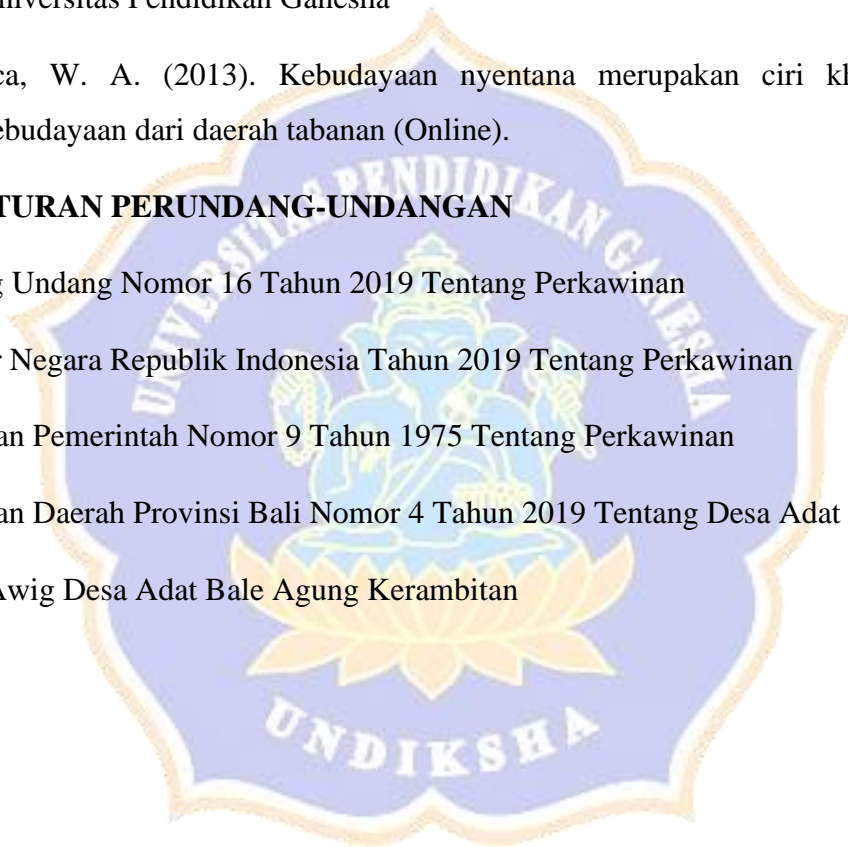 niversitas Pendidikan Ganesha
ca, W. A. (2013). Kebudayaan nyentana merupakan ciri kh
ebudayaan dari daerah tabanan (Online).
TURAN PERUNDANG-UNDANGAN
g Undang Nomor 16 Tahun 2019 Tentang Perkawinan
r Negara Republik Indonesia Tahun 2019 Tentang Perkawinan
an Pemerintah Nomor 9 Tahun 1975 Tentang Perkawinan
an Daerah Provinsi Bali Nomor 4 Tahun 2019 Tentang Desa Adat
Awig Desa Adat Bale Agung Kerambitan
UNIVERSITAS PENDIDIKAN GANESHA
UNDIKSHA